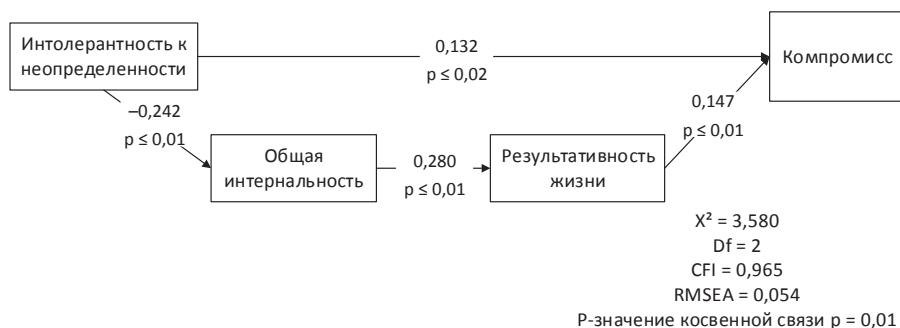 Интолерантность к
неопределенности
0,132
p ≤ 0,02
Компромисс
–0,242
p ≤ 0,01
0,147
p ≤ 0,01
Общая
интернальность
0,280
p ≤ 0,01
Результативность
жизни
X² = 3,580
Df = 2
CFI = 0,965
RMSEA = 0,054
Р-значение косвенной связи p = 0,01